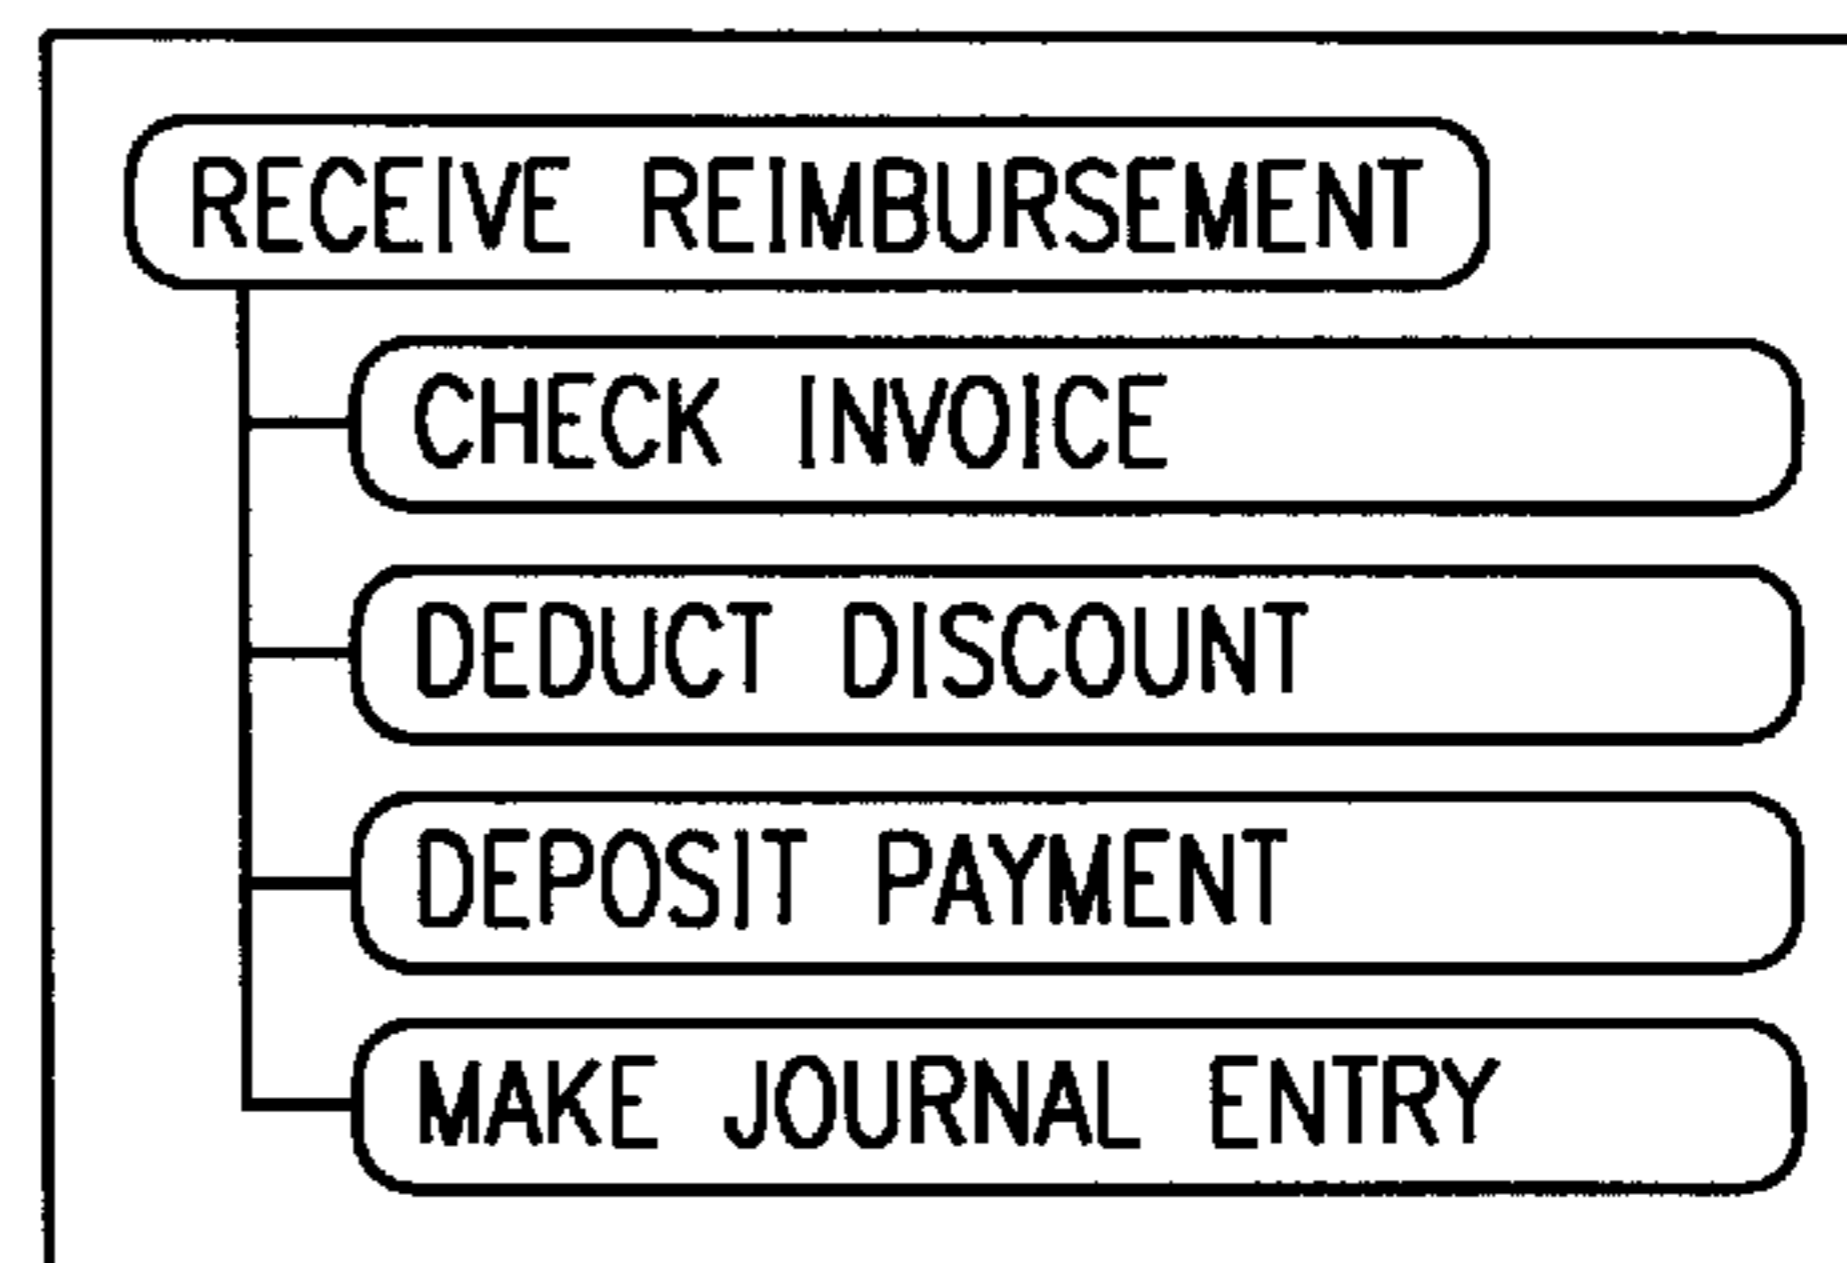 RECEIVE REIMBURSEMENT
CHECK INVOICE
DEDUCT DISCOUNT
DEPOSIT PAYMENT
MAKE JOURNAL ENTRY